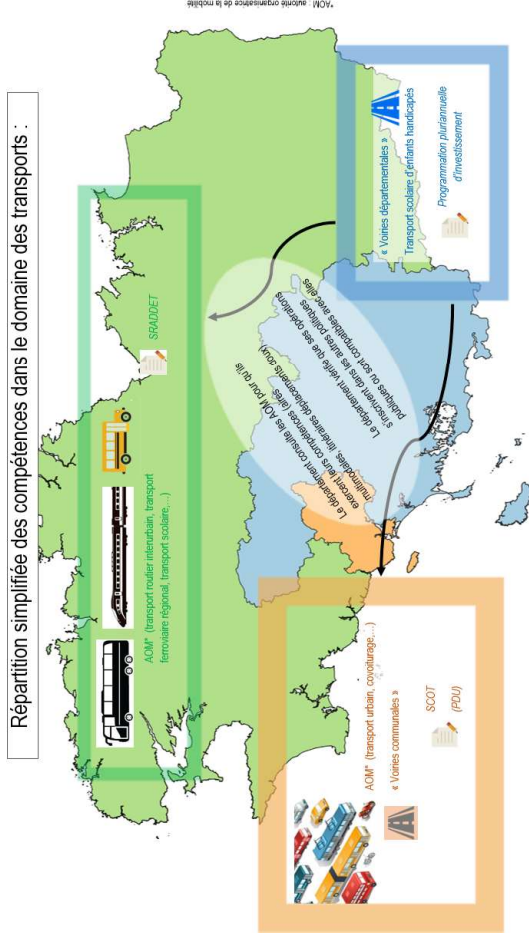 Répartition simplifiée des compétences dans le domaine des transports :
SRADDET
AOM* (transport routier interurbain, transport
ferroviaire régional, transport scolaire,...)
Le département consulte les AOM pour qu'ils
exercent leurs compétences (aires
multimodales, itinéraires déplacements doux)
Le département vérifie que ses opérations
s'inscrivent dans les autres politiques
publiques ou sont compatibles avec elles
AOM* (transport urbain, covoiturage,...)
« Voiries communales »
SCOT
(PDU)
« Voiries départementales »
Transport scolaire d'enfants handicapés
Programmation pluriannuelle
d'investissement
*AOM : autorité organisatrice de la mobilité